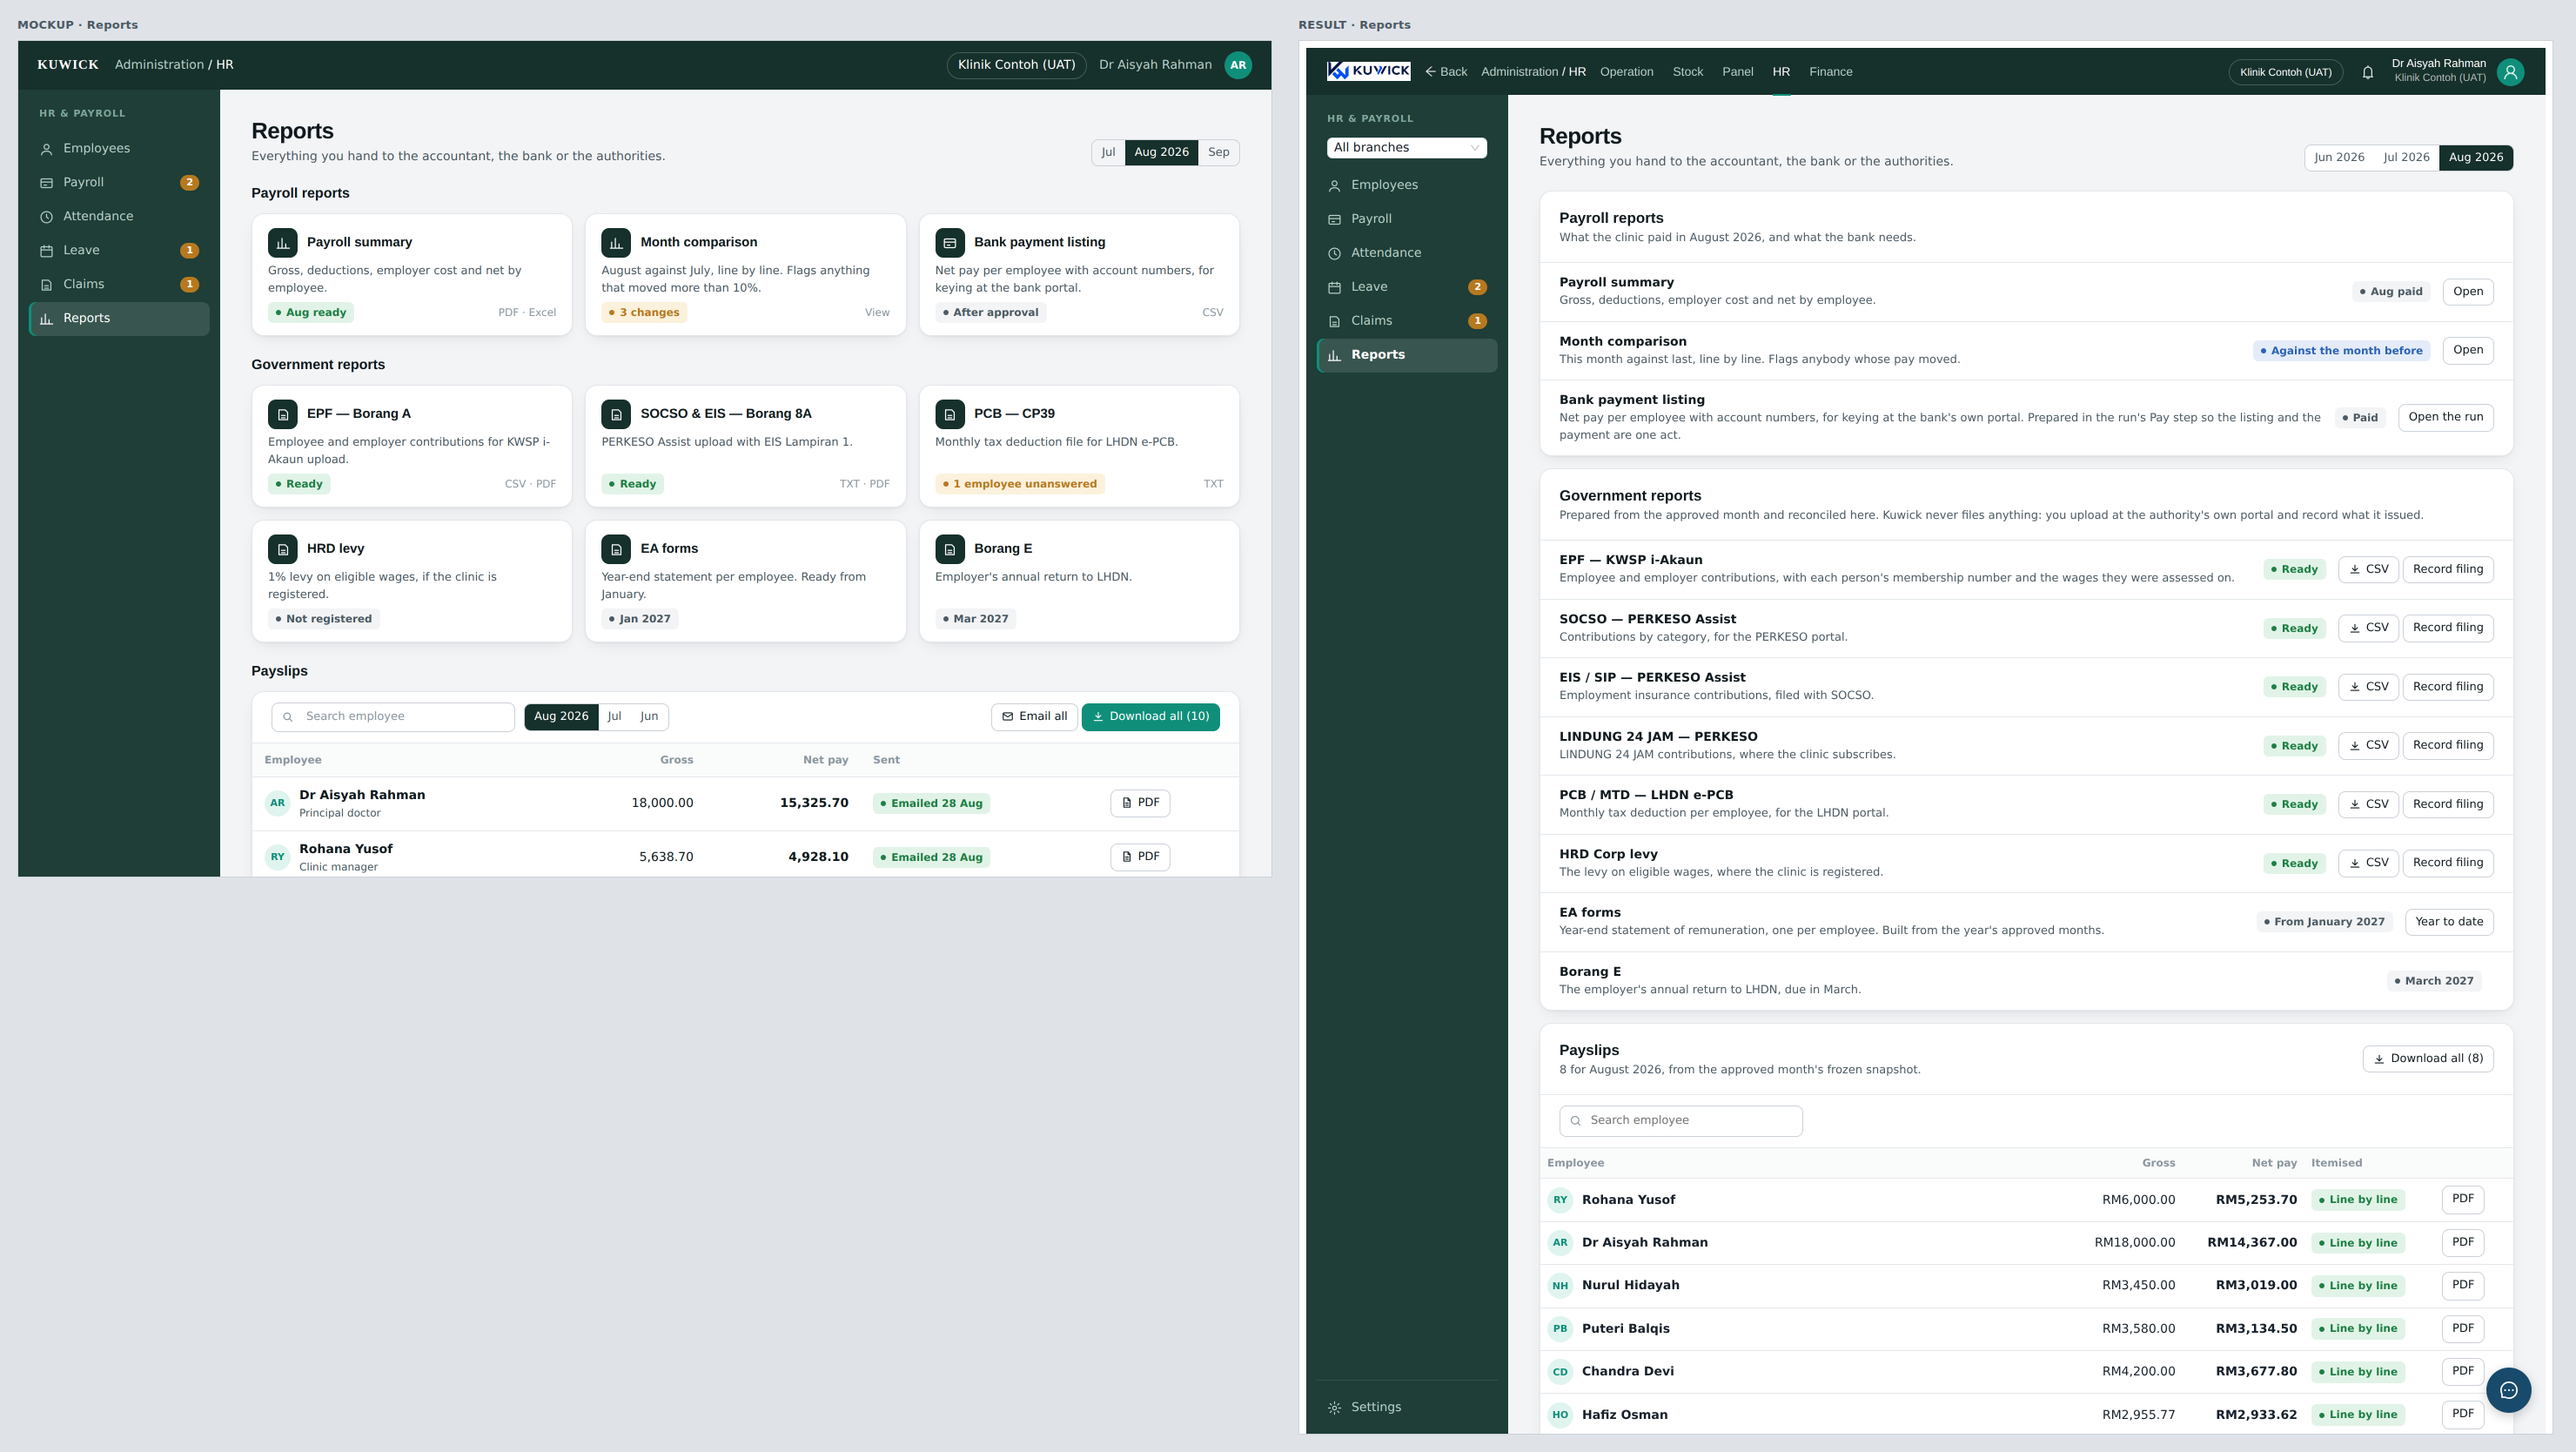 MOCKUP · Reports
KUWICK
Administration / HR
Klinik Contoh (UAT)
Dr Aisyah Rahman
AR
HR & PAYROLL
Employees
Payroll
2
Attendance
Leave
1
Claims
1
Reports
Reports
Everything you hand to the accountant, the bank or the authorities.
Jul
Aug 2026
Sep
Payroll reports
Payroll summary
Gross, deductions, employer cost and net by
employee.
Aug ready
PDF · Excel
Month comparison
August against July, line by line. Flags anything
that moved more than 10%.
3 changes
View
Bank payment listing
Net pay per employee with account numbers, for
keying at the bank portal.
After approval
CSV
Government reports
EPF — Borang A
Employee and employer contributions for KWSP i-
Akaun upload.
Ready
CSV · PDF
SOCSO & EIS — Borang 8A
PERKESO Assist upload with EIS Lampiran 1.
Ready
TXT · PDF
PCB — CP39
Monthly tax deduction file for LHDN e-PCB.
1 employee unanswered
TXT
HRD levy
1% levy on eligible wages, if the clinic is
registered.
Not registered
EA forms
Year-end statement per employee. Ready from
January.
Jan 2027
Borang E
Employer's annual return to LHDN.
Mar 2027
Payslips
Search employee
Aug 2026
Jul
Jun
Email all
Download all (10)
Employee
Gross
Net pay
Sent
AR
Dr Aisyah Rahman
Principal doctor
18,000.00
15,325.70
Emailed 28 Aug
PDF
RY
Rohana Yusof
Clinic manager
5,638.70
4,928.10
Emailed 28 Aug
PDF
RESULT · Reports
KUWICK
Back
Administration / HR
Operation
Stock
Panel
HR
Finance
Klinik Contoh (UAT)
Dr Aisyah Rahman
Klinik Contoh (UAT)
HR & PAYROLL
All branches
Employees
Payroll
Attendance
Leave
2
Claims
1
Reports
Settings
Reports
Everything you hand to the accountant, the bank or the authorities.
Jun 2026
Jul 2026
Aug 2026
Payroll reports
What the clinic paid in August 2026, and what the bank needs.
Payroll summary
Gross, deductions, employer cost and net by employee.
Aug paid
Open
Month comparison
This month against last, line by line. Flags anybody whose pay moved.
Against the month before
Open
Bank payment listing
Net pay per employee with account numbers, for keying at the bank's own portal. Prepared in the run's Pay step so the listing and the
payment are one act.
Paid
Open the run
Government reports
Prepared from the approved month and reconciled here. Kuwick never files anything: you upload at the authority's own portal and record what it issued.
EPF — KWSP i-Akaun
Employee and employer contributions, with each person's membership number and the wages they were assessed on.
Ready
CSV
Record filing
SOCSO — PERKESO Assist
Contributions by category, for the PERKESO portal.
Ready
CSV
Record filing
EIS / SIP — PERKESO Assist
Employment insurance contributions, filed with SOCSO.
Ready
CSV
Record filing
LINDUNG 24 JAM — PERKESO
LINDUNG 24 JAM contributions, where the clinic subscribes.
Ready
CSV
Record filing
PCB / MTD — LHDN e-PCB
Monthly tax deduction per employee, for the LHDN portal.
Ready
CSV
Record filing
HRD Corp levy
The levy on eligible wages, where the clinic is registered.
Ready
CSV
Record filing
EA forms
Year-end statement of remuneration, one per employee. Built from the year's approved months.
From January 2027
Year to date
Borang E
The employer's annual return to LHDN, due in March.
March 2027
Payslips
8 for August 2026, from the approved month's frozen snapshot.
Download all (8)
Search employee
Employee
Gross
Net pay
Itemised
RY
Rohana Yusof
RM6,000.00
RM5,253.70
Line by line
PDF
AR
Dr Aisyah Rahman
RM18,000.00
RM14,367.00
Line by line
PDF
NH
Nurul Hidayah
RM3,450.00
RM3,019.00
Line by line
PDF
PB
Puteri Balqis
RM3,580.00
RM3,134.50
Line by line
PDF
CD
Chandra Devi
RM4,200.00
RM3,677.80
Line by line
PDF
HO
Hafiz Osman
RM2,955.77
RM2,933.62
Line by line
PDF